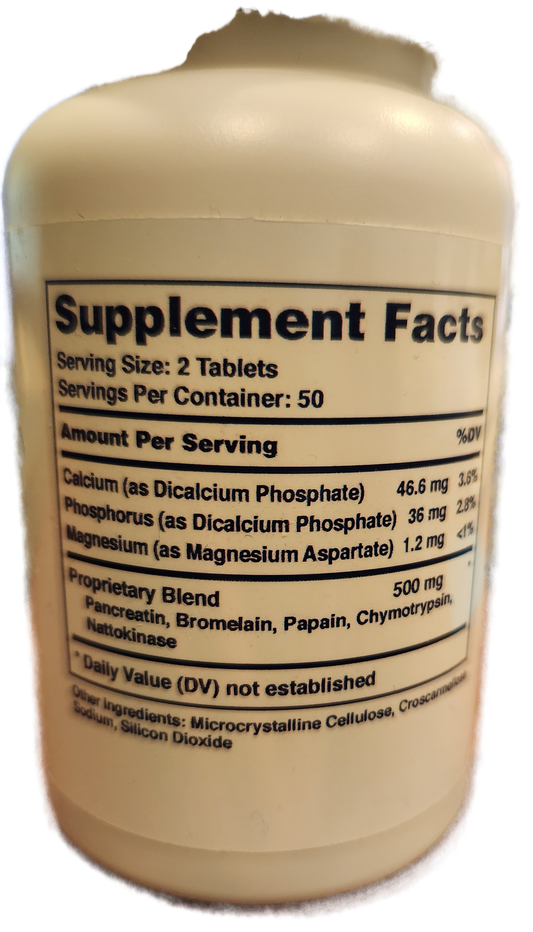 Supplement Facts
Serving Size: 2 Tablets
Servings Per Container: 50
Amount Per Serving %DV
Calcium (as Dicalcium Phosphate) 46.6 mg 3.6%
Phosphorus (as Dicalcium Phosphate) 36 mg 2.8%
Magnesium (as Magnesium Aspartate) 1.2 mg <1%
Proprietary Blend 500 mg *
Pancreatin, Bromelain, Papain, Chymotrypsin,
Nattokinase
* Daily Value (DV) not established
Other ingredients: Microcrystalline Cellulose, Croscarmellose
Sodium, Silicon Dioxide